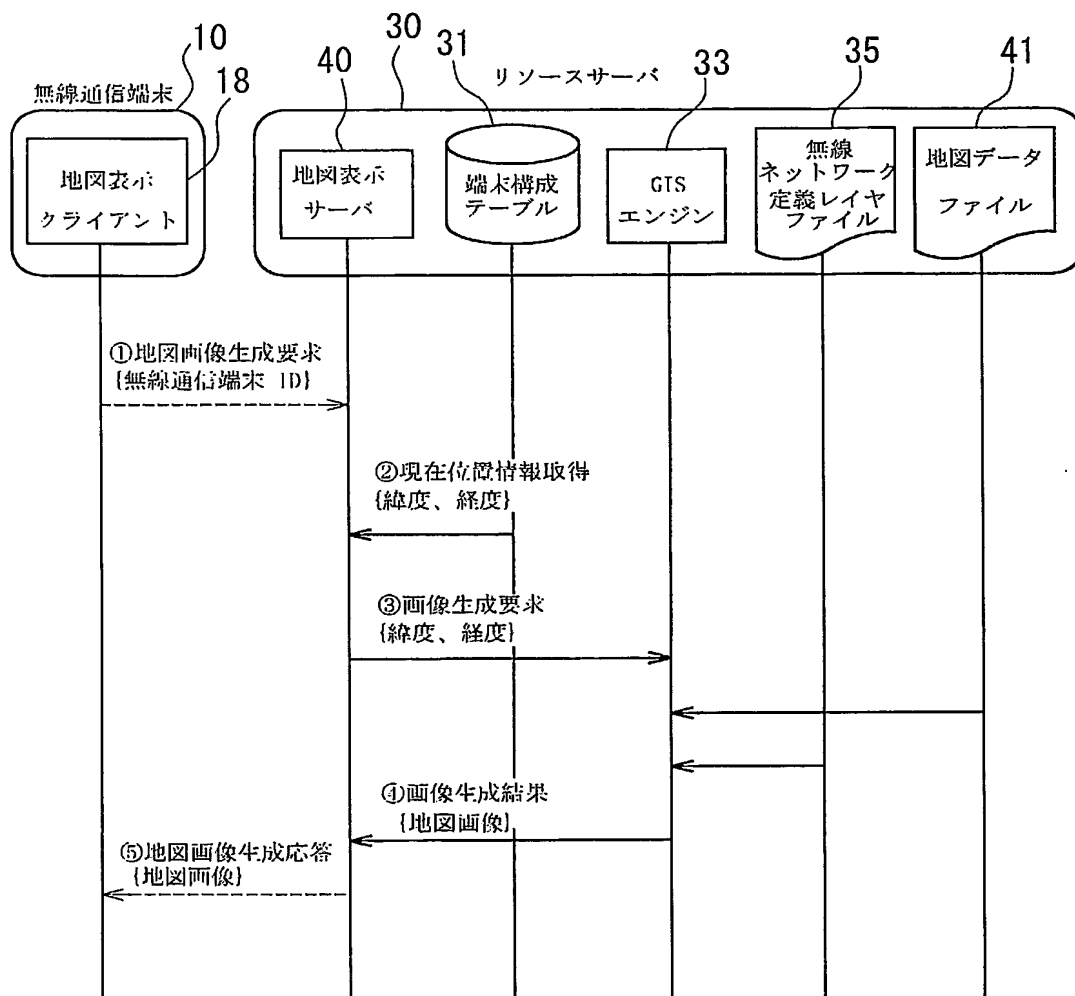 10
18
30
31
40
33
35
41
無線通信端末
リソースサーバ
地図表示
クライアント
地図表示
サーバ
端末構成
テーブル
GIS
エンジン
無線
ネットワーク
定義レイヤ
ファイル
地図データ
ファイル
①地図画像生成要求
{無線通信端末 ID}
②現在位置情報取得
{緯度、経度}
③画像生成要求
{緯度、経度}
④画像生成結果
{地図画像}
⑤地図画像生成応答
{地図画像}